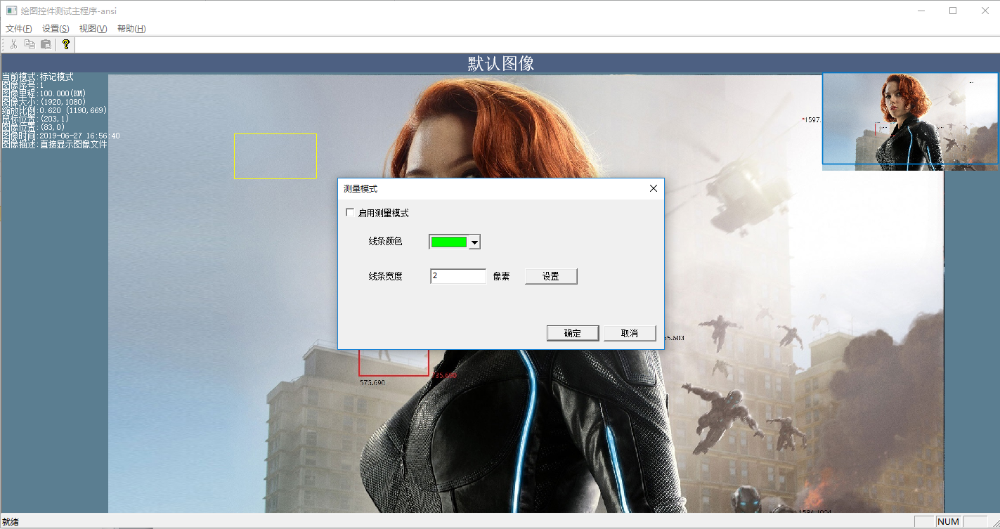 绘图控件测试主程序-ansi
文件(F) 设置(S) 视图(V) 帮助(H)
默认图像
当前模式:标记模式
图像序号:1
图像里程:100.000(KM)
图像大小:(1920,1080)
缩放比例:0.620 (1190,669)
鼠标位置:(203,1)
图像位置:(83,0)
图像时间:2019-06-27 16:56:40
图像描述:直接显示图像文件
*1597.
测量模式
启用测量模式
线条颜色
线条宽度 2 像素 设置
确定 取消
55.603
735.690
575.690
就绪 NUM